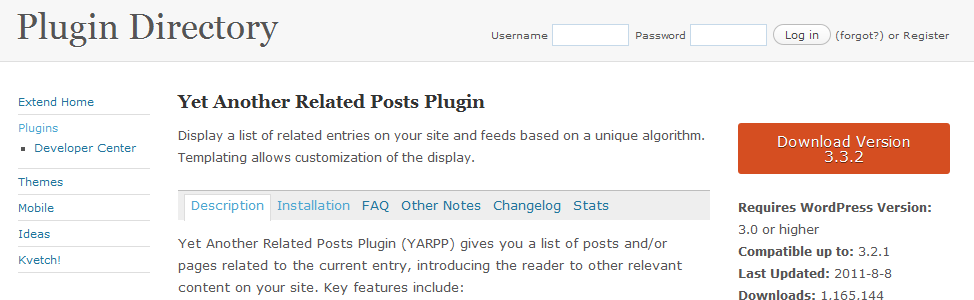 Plugin Directory
Username Password Log in (forgot?) or Register
Extend Home
Plugins
Developer Center
Themes
Mobile
Ideas
Kvetch!
Yet Another Related Posts Plugin
Display a list of related entries on your site and feeds based on a unique algorithm.
Templating allows customization of the display.
Description Installation FAQ Other Notes Changelog Stats
Yet Another Related Posts Plugin (YARPP) gives you a list of posts and/or
pages related to the current entry, introducing the reader to other relevant
content on your site. Key features include:
Download Version
3.3.2
Requires WordPress Version:
3.0 or higher
Compatible up to: 3.2.1
Last Updated: 2011-8-8
Downloads: 1,165,144